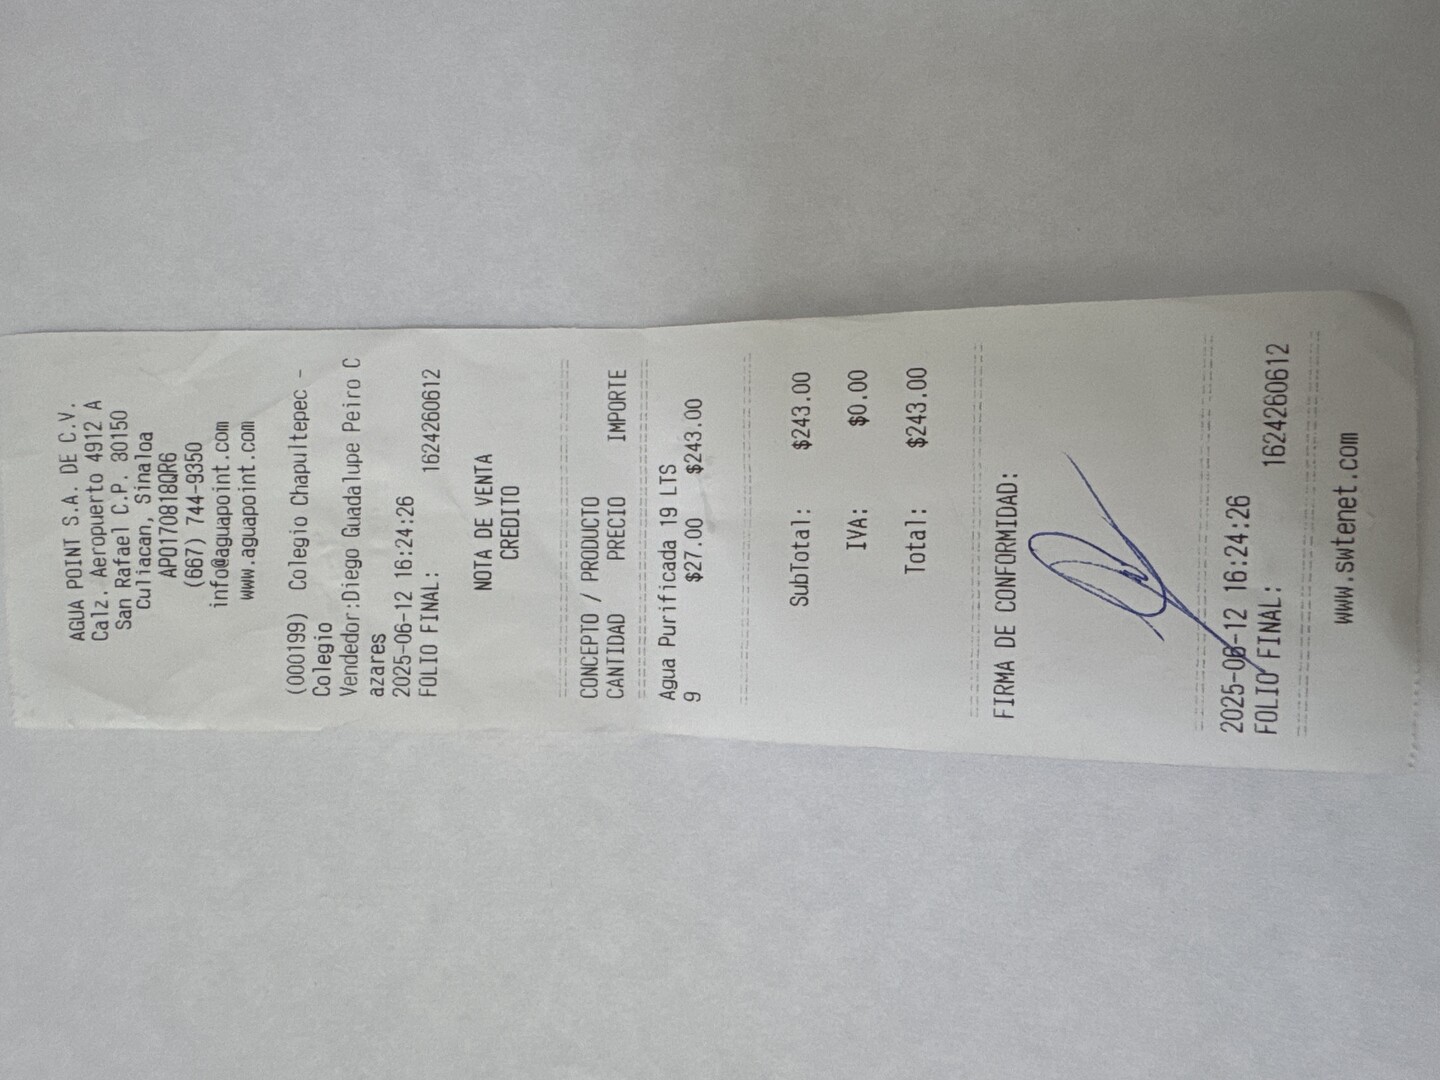 AGUA POINT S.A. DE C.V.
Calz. Aeropuerto 4912 A
San Rafael C.P. 30150
Culiacan, Sinaloa
APO170818QR6
(667) 744-9350
info@aguapoint.com
www.aguapoint.com
(000199) Colegio Chapultepec -
Colegio
Vendedor:Diego Guadalupe Peiro C
azares
2025-06-12 16:24:26
FOLIO FINAL: 1624260612
NOTA DE VENTA
CREDITO
CONCEPTO / PRODUCTO
CANTIDAD PRECIO IMPORTE
Agua Purificada 19 LTS
9 $27.00 $243.00
SubTotal: $243.00
IVA: $0.00
Total: $243.00
FIRMA DE CONFORMIDAD:
2025-06-12 16:24:26
FOLIO FINAL: 1624260612
www.swtenet.com